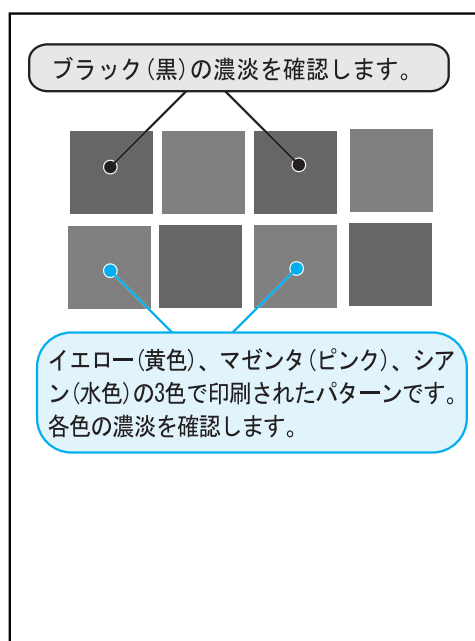 ブラック(黒)の濃淡を確認します。
イエロー(黄色)、マゼンタ(ピンク)、シア
ン(水色)の3色で印刷されたパターンです。
各色の濃淡を確認します。